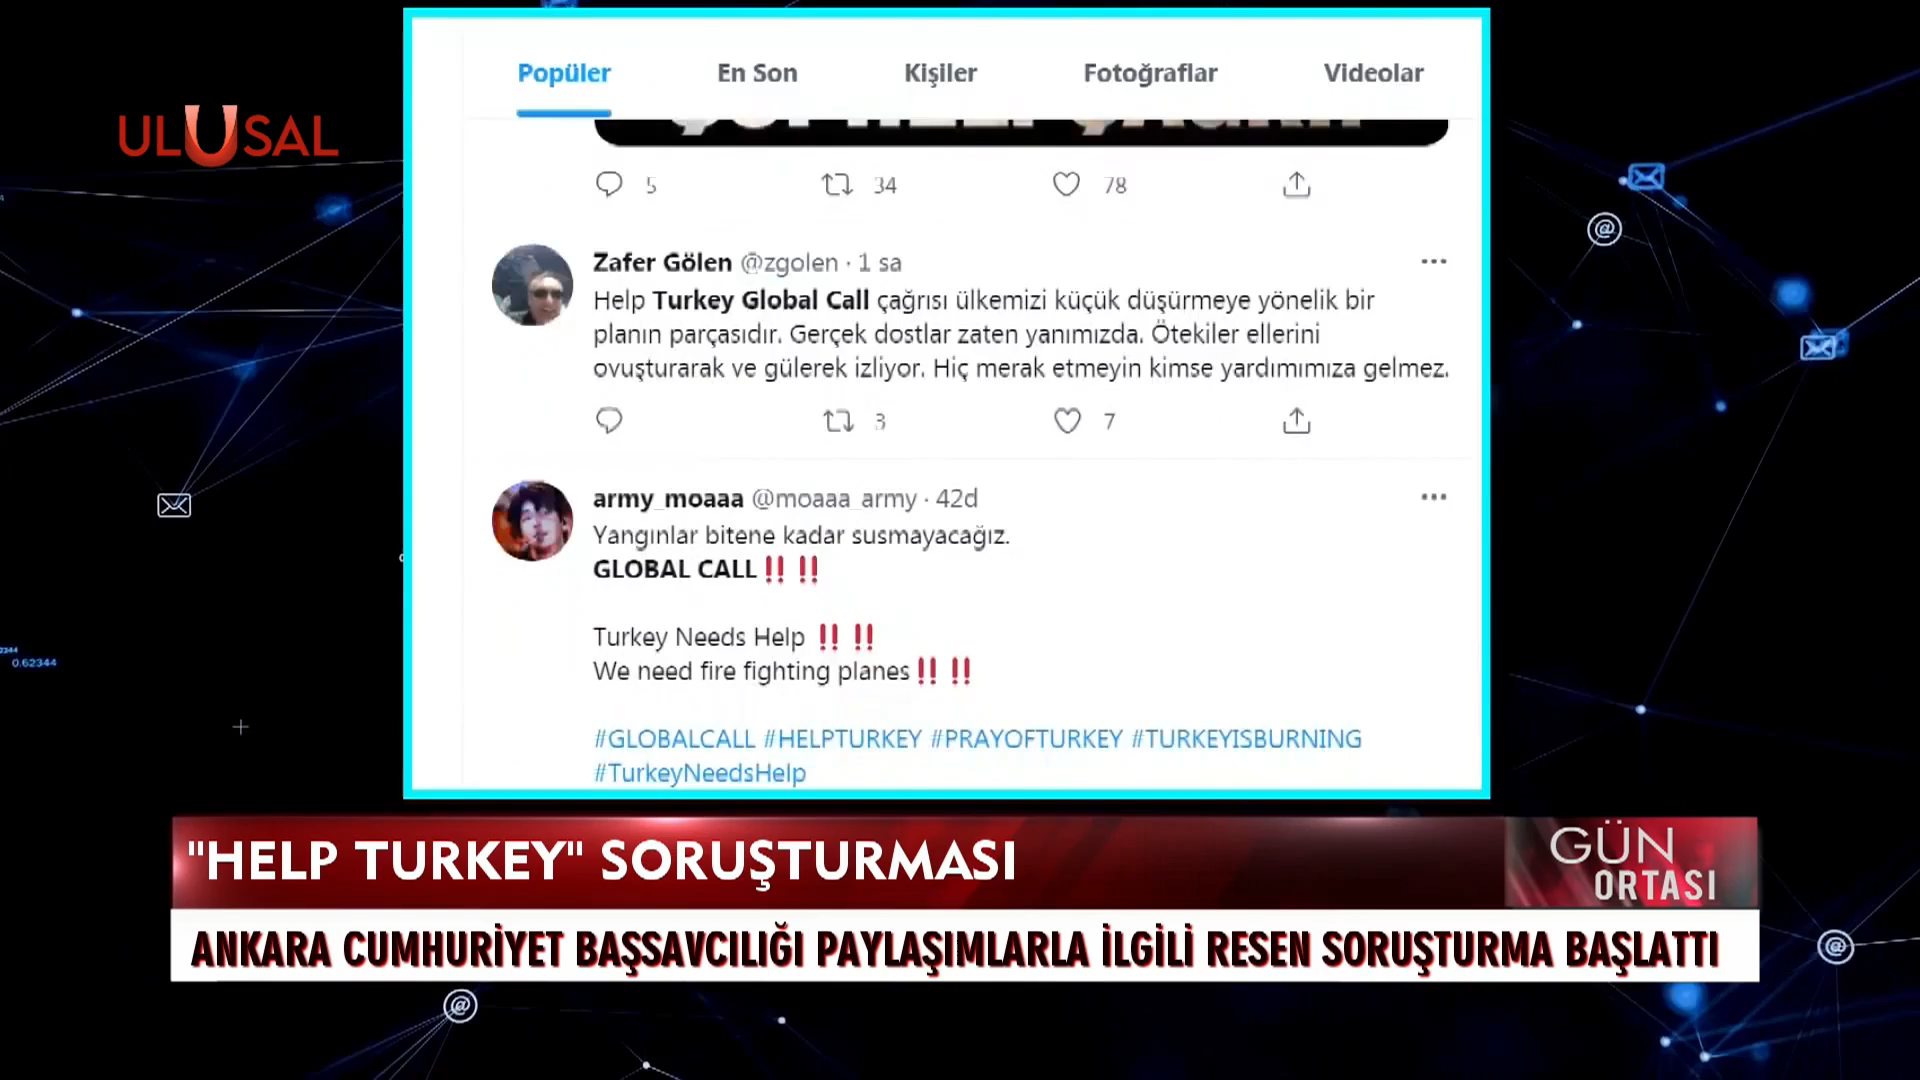 Popüler En Son Kişiler Fotoğraflar Videolar
ULUSAL
5 34 78
Zafer Gölen @zgolen · 1 sa
Help Turkey Global Call çağrısı ülkemizi küçük düşürmeye yönelik bir
planın parçasıdır. Gerçek dostlar zaten yanımızda. Ötekiler ellerini
ovuşturarak ve gülerek izliyor. Hiç merak etmeyin kimse yardımımıza gelmez.
3 7
army_moaaa @moaaa_army · 42d
Yangınlar bitene kadar susmayacağız.
GLOBAL CALL‼️ ‼️
Turkey Needs Help ‼️ ‼️
We need fire fighting planes‼️ ‼️
#GLOBALCALL #HELPTURKEY #PRAYOFTURKEY #TURKEYISBURNING
#TurkeyNeedsHelp
0.62344
"HELP TURKEY" SORUŞTURMASI
GÜN
ORTASI
ANKARA CUMHURİYET BAŞSAVCILIĞI PAYLAŞIMLARLA İLGİLİ RESEN SORUŞTURMA BAŞLATTI